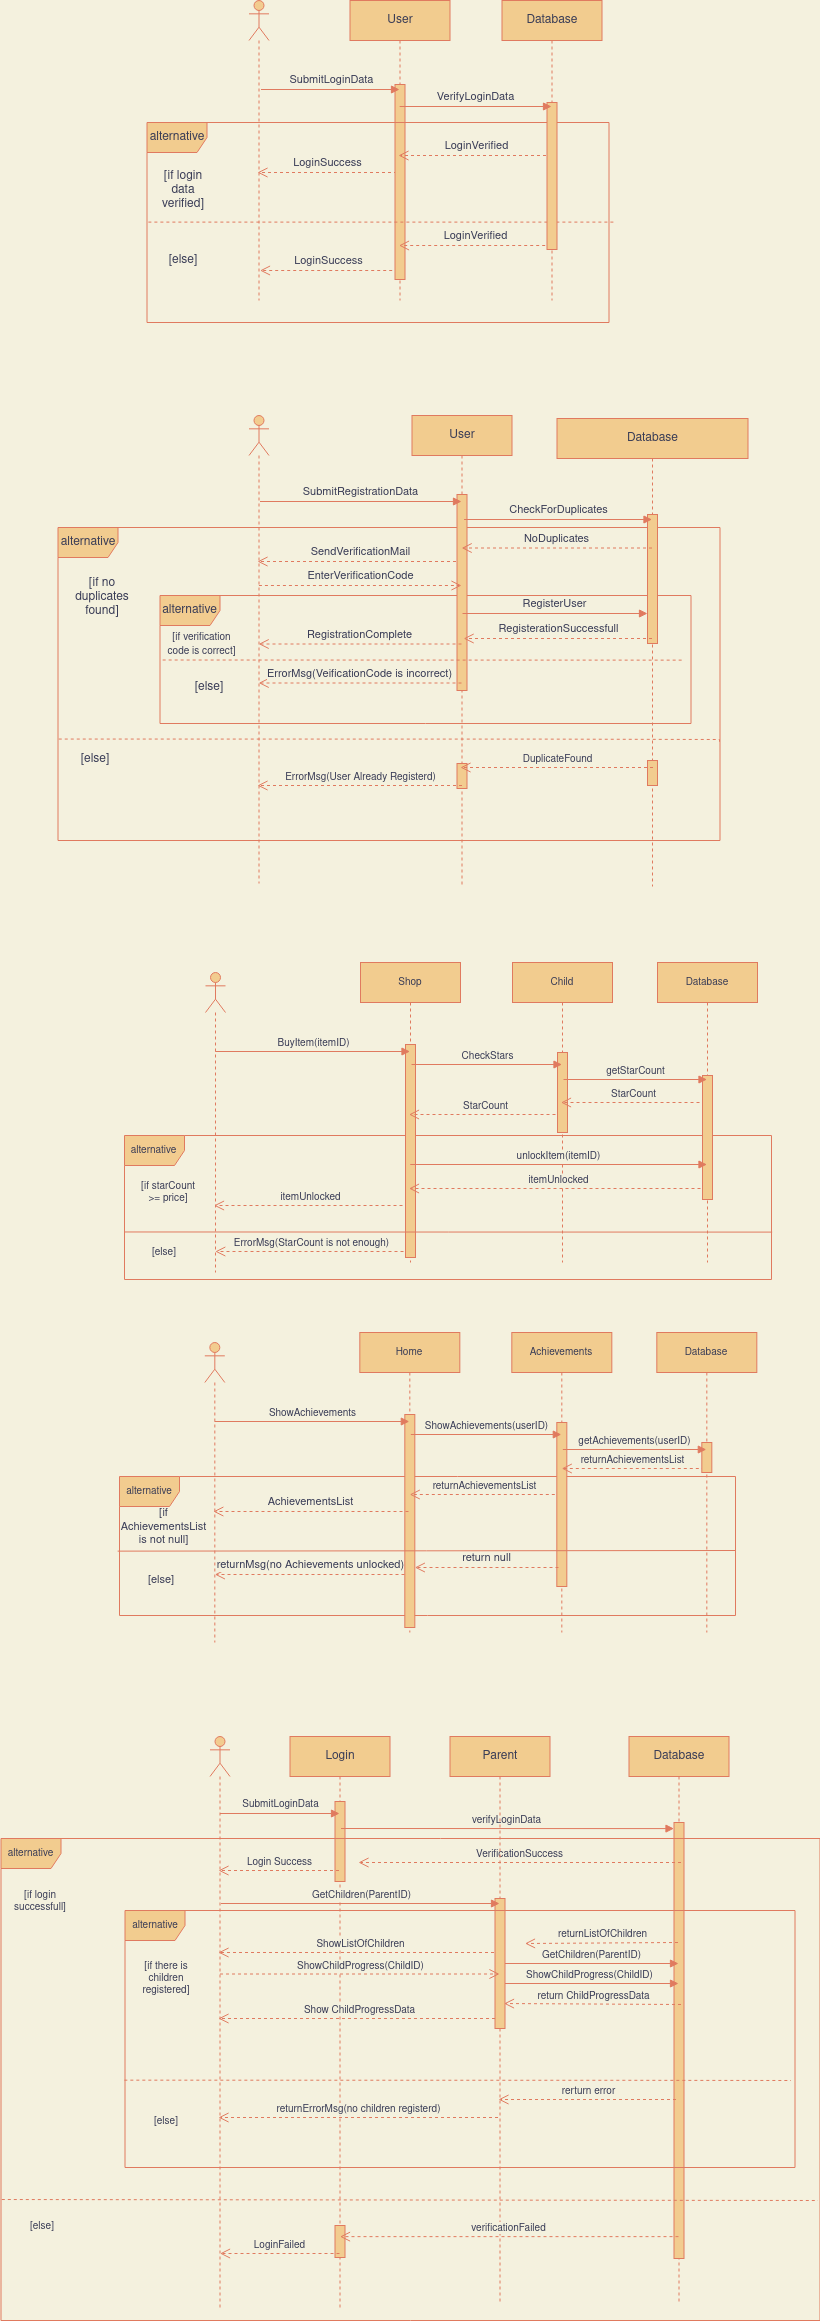 User
Database
SubmitLoginData
VerifyLoginData
alternative
LoginVerified
LoginSuccess
[if login
data
verified]
LoginVerified
[else]
LoginSuccess
User
Database
SubmitRegistrationData
CheckForDuplicates
alternative
NoDuplicates
SendVerificationMail
[if no
duplicates
found]
EnterVerificationCode
alternative
RegisterUser
[if verification
code is correct]
RegisterationSuccessfull
RegistrationComplete
ErrorMsg(VeificationCode is incorrect)
[else]
[else]
DuplicateFound
ErrorMsg(User Already Registerd)
Shop
Child
Database
BuyItem(itemID)
CheckStars
getStarCount
StarCount
StarCount
alternative
unlockItem(itemID)
itemUnlocked
[if starCount
>= price]
itemUnlocked
ErrorMsg(StarCount is not enough)
[else]
Home
Achievements
Database
ShowAchievements
ShowAchievements(userID)
getAchievements(userID)
returnAchievementsList
returnAchievementsList
alternative
AchievementsList
[if
AchievementsList
is not null]
return null
returnMsg(no Achievements unlocked)
[else]
Login
Parent
Database
SubmitLoginData
verifyLoginData
alternative
VerificationSuccess
Login Success
[if login
successfull]
GetChildren(ParentID)
alternative
returnListOfChildren
ShowListOfChildren
GetChildren(ParentID)
[if there is
children
registered]
ShowChildProgress(ChildID)
ShowChildProgress(ChildID)
return ChildProgressData
Show ChildProgressData
rerturn error
returnErrorMsg(no children registerd)
[else]
[else]
verificationFailed
LoginFailed